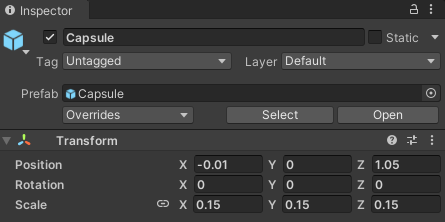 Inspector
Capsule Static
Tag Untagged Layer Default
Prefab Capsule
Overrides Select Open
Transform
Position X -0.01 Y 0 Z 1.05
Rotation X 0 Y 0 Z 0
Scale X 0.15 Y 0.15 Z 0.15